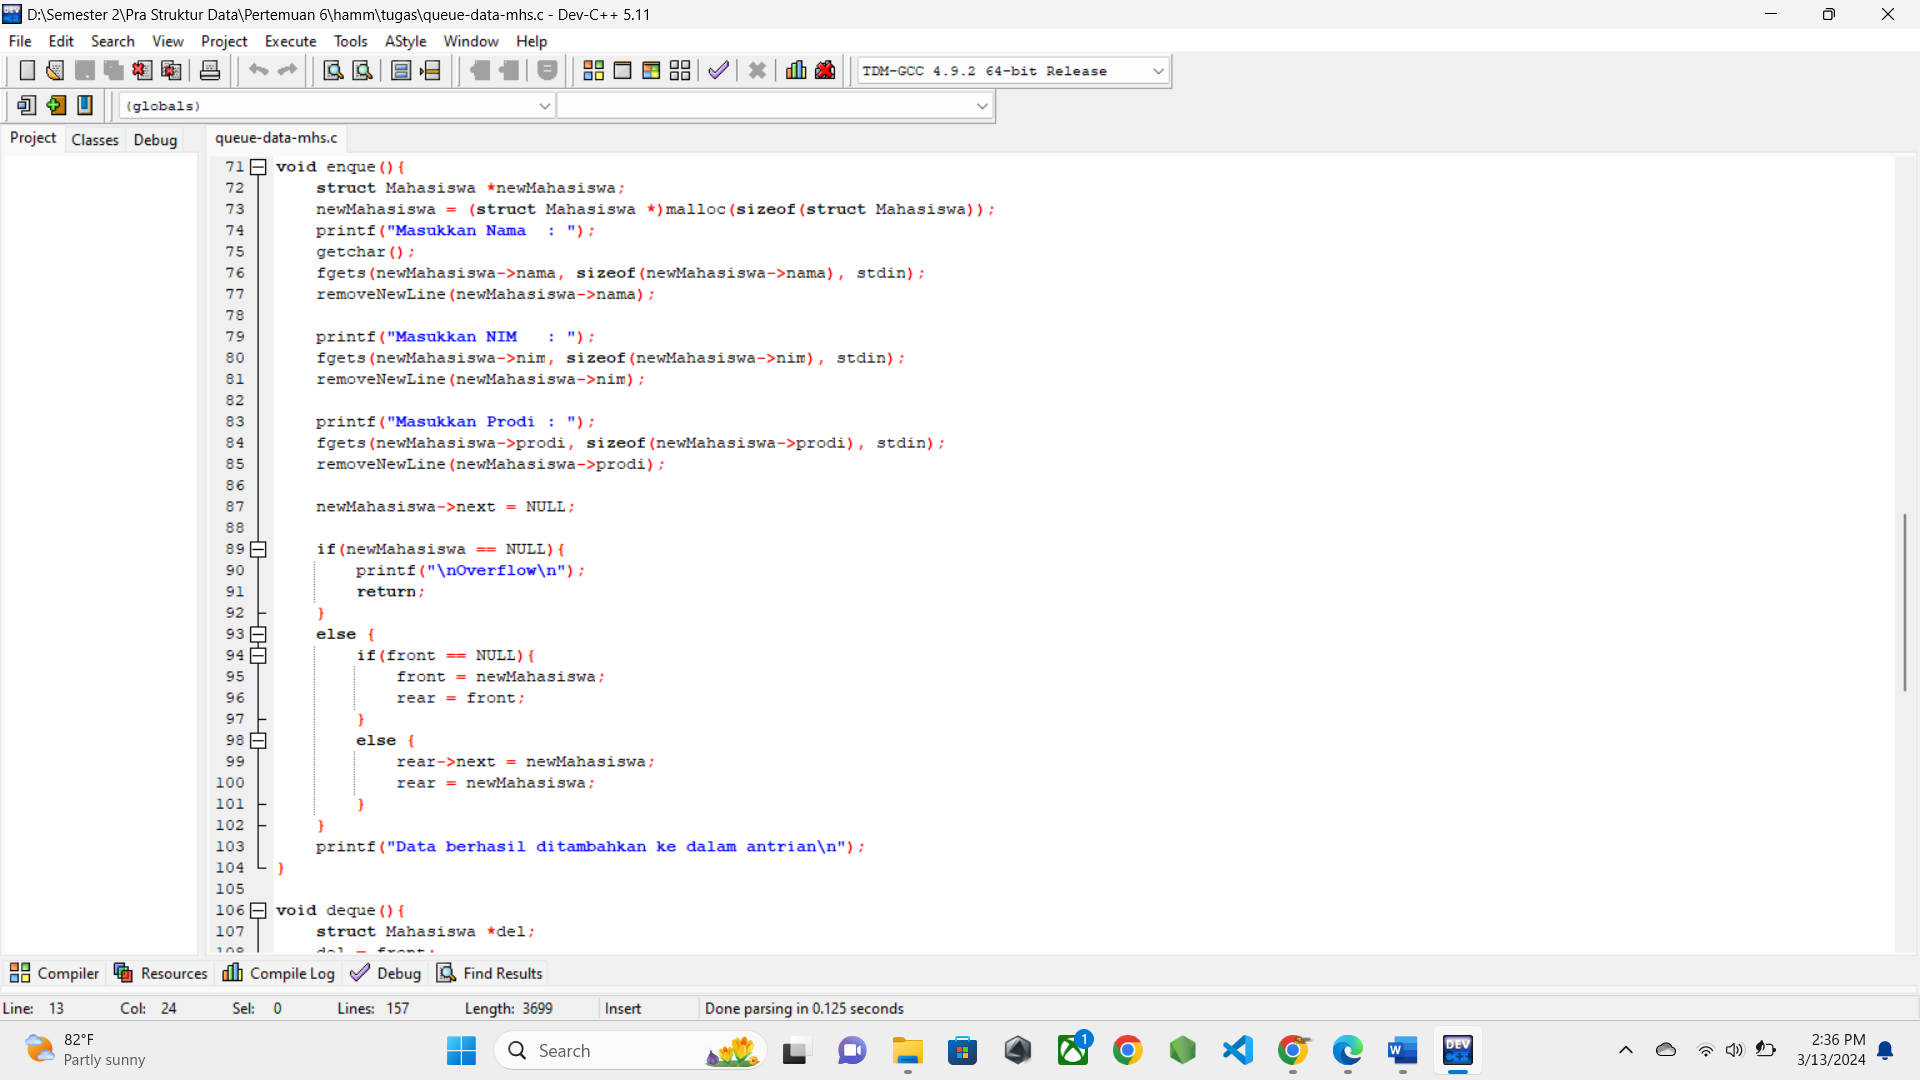 D:\Semester 2\Pra Struktur Data\Pertemuan 6\hamm\tugas\queue-data-mhs.c - Dev-C++ 5.11
File Edit Search View Project Execute Tools AStyle Window Help
TDM-GCC 4.9.2 64-bit Release
(globals)
Project Classes Debug queue-data-mhs.c
71 void enque(){
72 struct Mahasiswa *newMahasiswa;
73 newMahasiswa = (struct Mahasiswa *)malloc(sizeof(struct Mahasiswa));
74 printf("Masukkan Nama  : ");
75 getchar();
76 fgets(newMahasiswa->nama, sizeof(newMahasiswa->nama), stdin);
77 removeNewLine(newMahasiswa->nama);
78
79 printf("Masukkan NIM   : ");
80 fgets(newMahasiswa->nim, sizeof(newMahasiswa->nim), stdin);
81 removeNewLine(newMahasiswa->nim);
82
83 printf("Masukkan Prodi : ");
84 fgets(newMahasiswa->prodi, sizeof(newMahasiswa->prodi), stdin);
85 removeNewLine(newMahasiswa->prodi);
86
87 newMahasiswa->next = NULL;
88
89 if(newMahasiswa == NULL){
90 printf("\nOverflow\n");
91 return;
92 }
93 else {
94 if(front == NULL){
95 front = newMahasiswa;
96 rear = front;
97 }
98 else {
99 rear->next = newMahasiswa;
100 rear = newMahasiswa;
101 }
102 }
103 printf("Data berhasil ditambahkan ke dalam antrian\n");
104 }
105
106 void deque(){
107 struct Mahasiswa *del;
108 del = front;
Compiler Resources Compile Log Debug Find Results
Line: 13 Col: 24 Sel: 0 Lines: 157 Length: 3699 Insert Done parsing in 0.125 seconds
82°F
Partly sunny
Search
1
W
DEV
C++
2:36 PM
3/13/2024